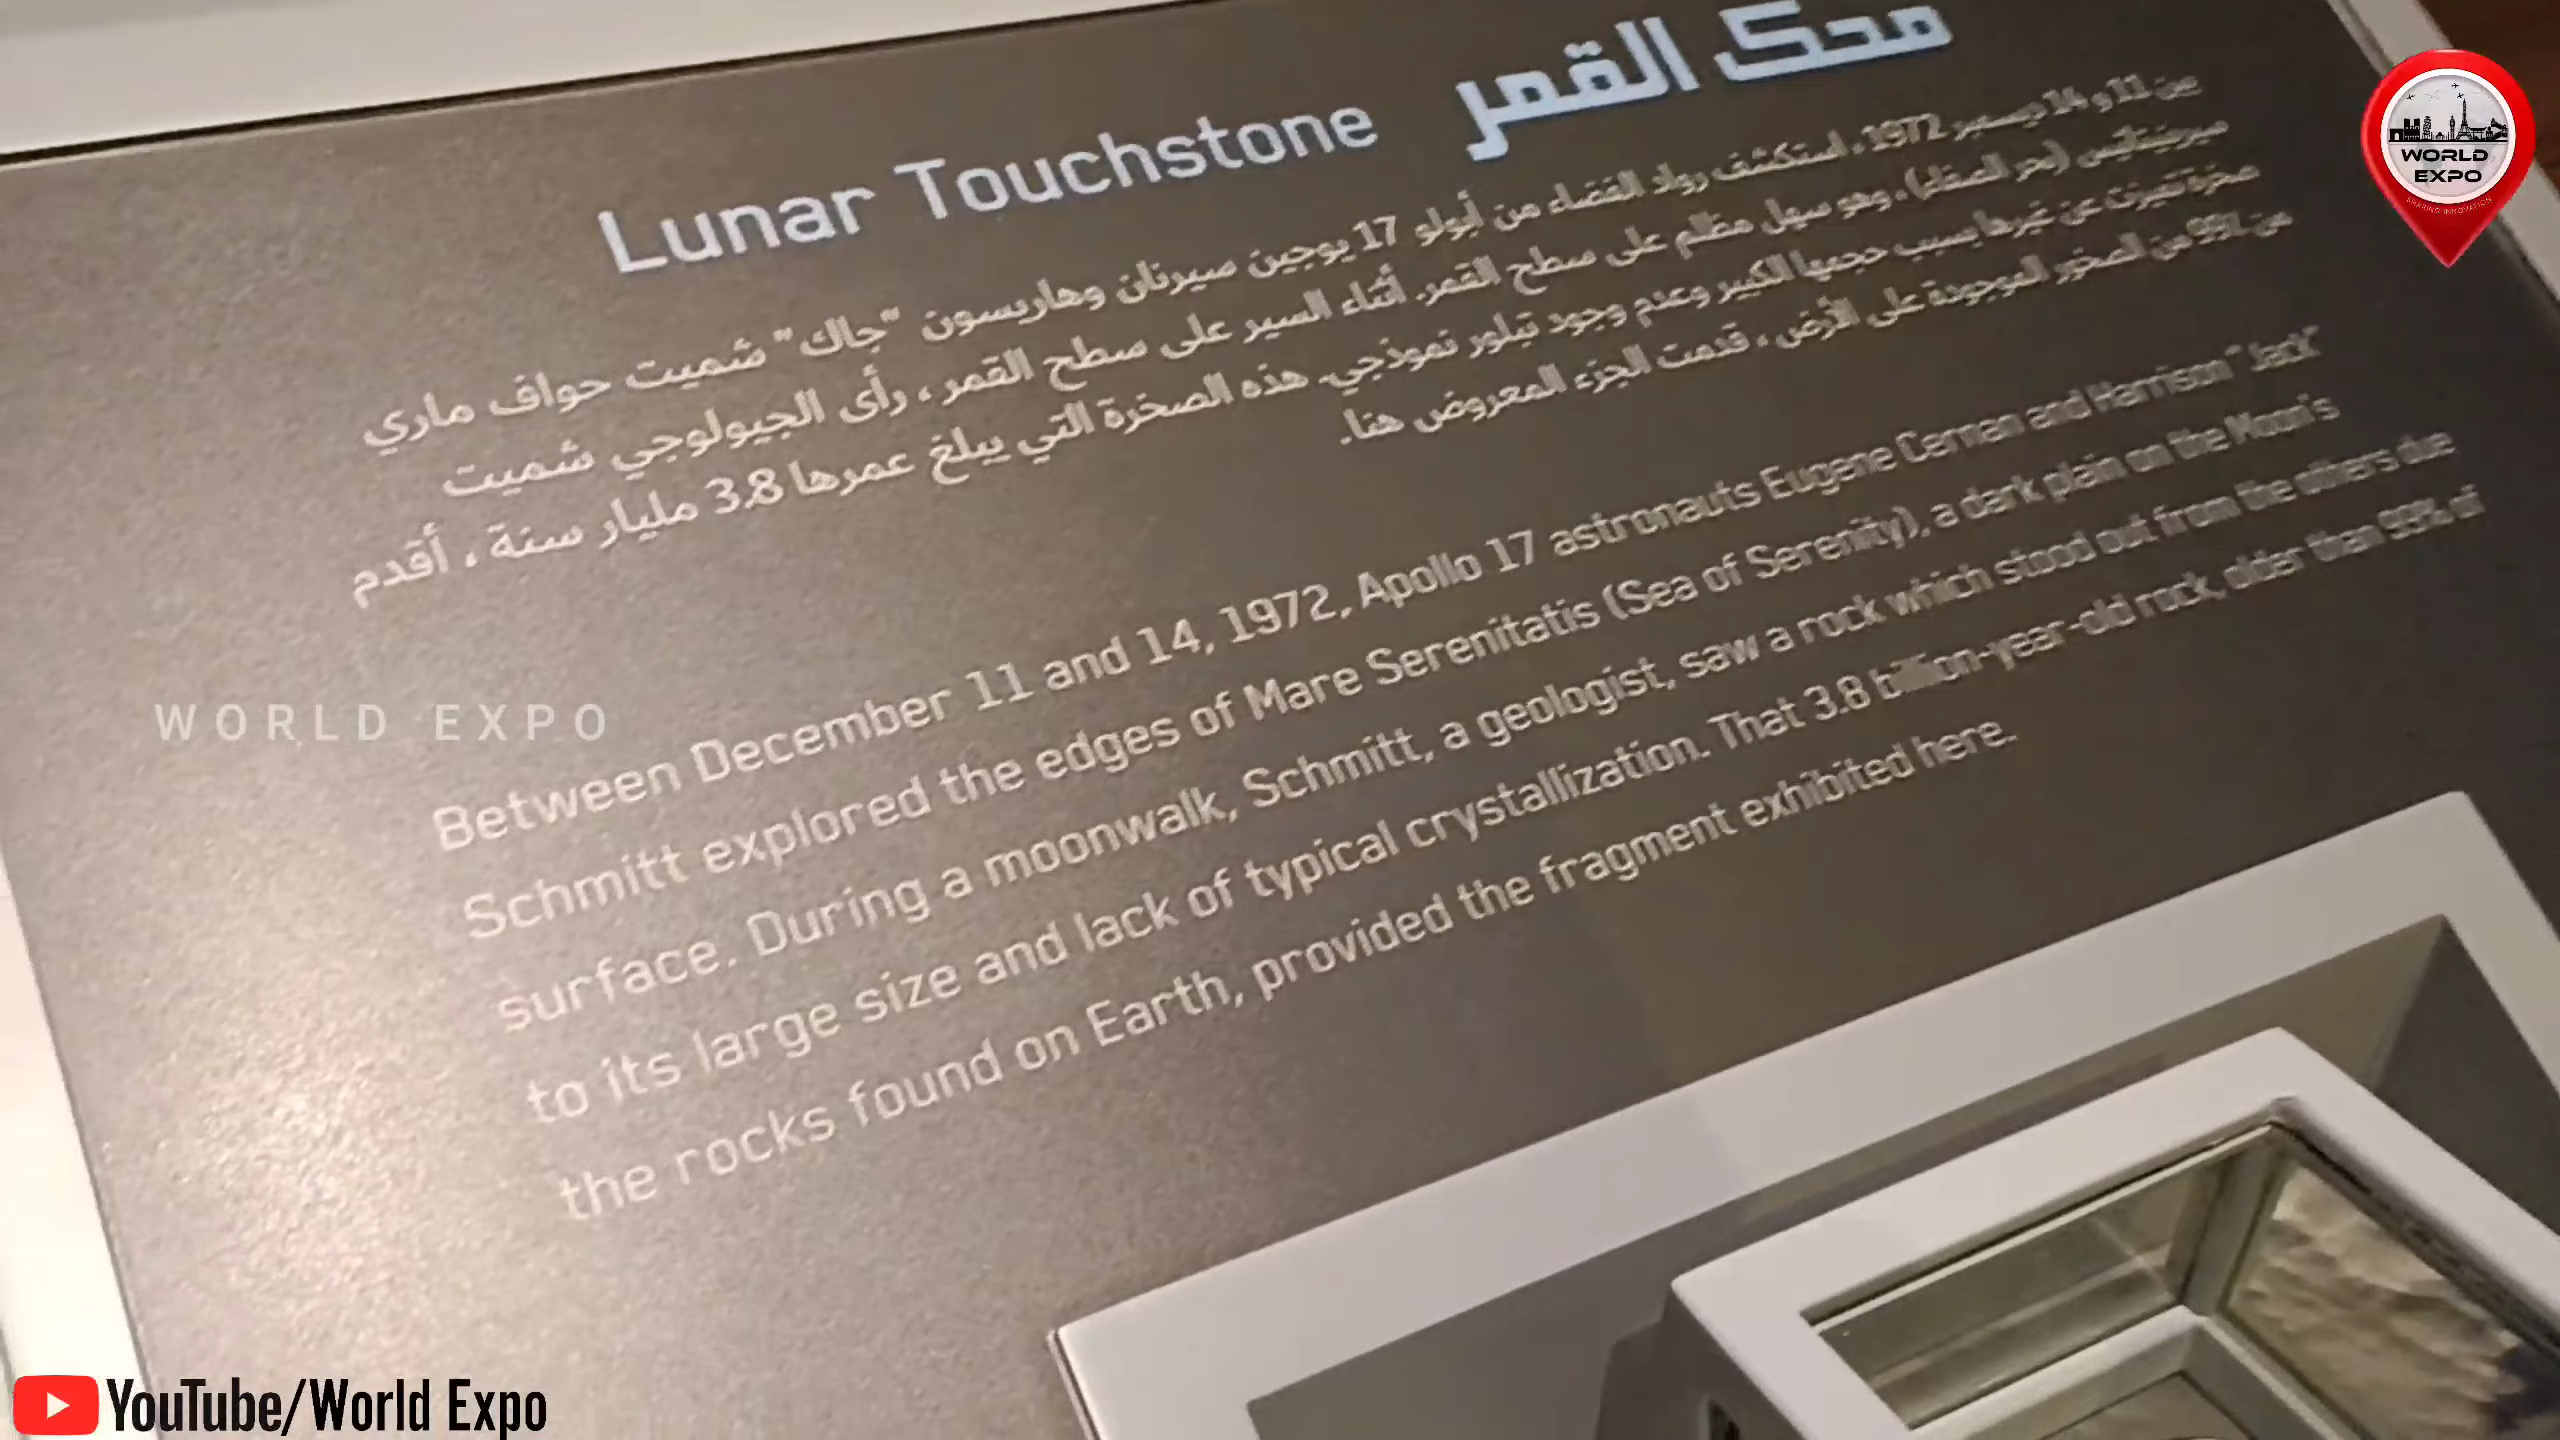 محك القمر
Lunar Touchstone
بين 11 و 14 ديسمبر 1972، استكشف رواد الفضاء من أبولو 17 يوجين سيرنان وهاريسون "جاك" شميت حواف ماري
سيرينيتاتيس (بحر الصفاء)، وهو سهل مظلم على سطح القمر. أثناء السير على سطح القمر، رأى الجيولوجي شميت
صخرة تميزت عن غيرها بسبب حجمها الكبير وعدم وجود تبلور نموذجي. هذه الصخرة التي يبلغ عمرها 3.8 مليار سنة، أقدم
من 99٪ من الصخور الموجودة على الأرض، قدمت الجزء المعروض هنا.
Between December 11 and 14, 1972, Apollo 17 astronauts Eugene Cernan and Harrison "Jack"
Schmitt explored the edges of Mare Serenitatis (Sea of Serenity), a dark plain on the Moon's
surface. During a moonwalk, Schmitt, a geologist, saw a rock which stood out from the others due
to its large size and lack of typical crystallization. That 3.8 billion-year-old rock, older than 99% of
the rocks found on Earth, provided the fragment exhibited here.
WORLD EXPO
WORLD
EXPO
SHARING INNOVATION
YouTube/World Expo